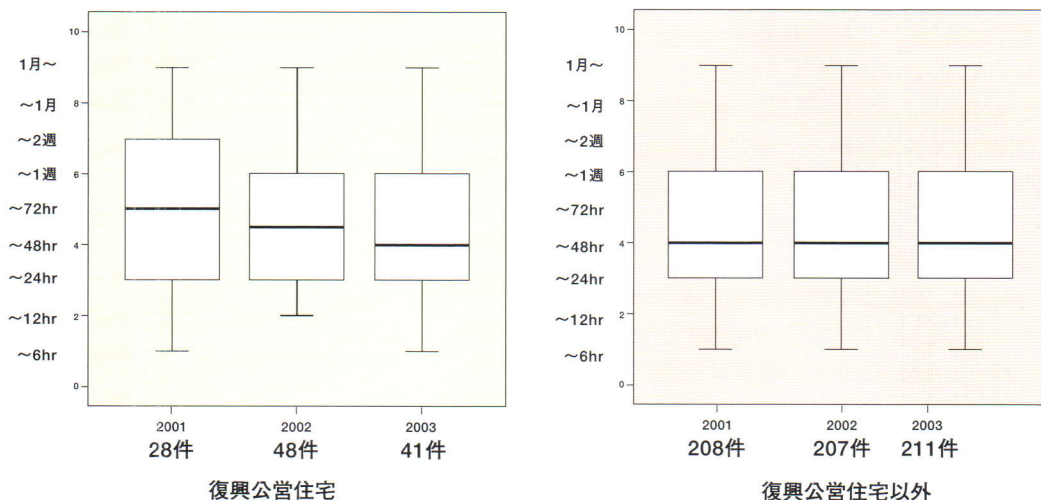 10
8
6
4
2
0
1月〜
〜1月
〜2週
〜1週
〜72hr
〜48hr
〜24hr
〜12hr
〜6hr
2001 2002 2003
28件 48件 41件
復興公営住宅
10
8
6
4
2
0
1月〜
〜1月
〜2週
〜1週
〜72hr
〜48hr
〜24hr
〜12hr
〜6hr
2001 2002 2003
208件 207件 211件
復興公営住宅以外